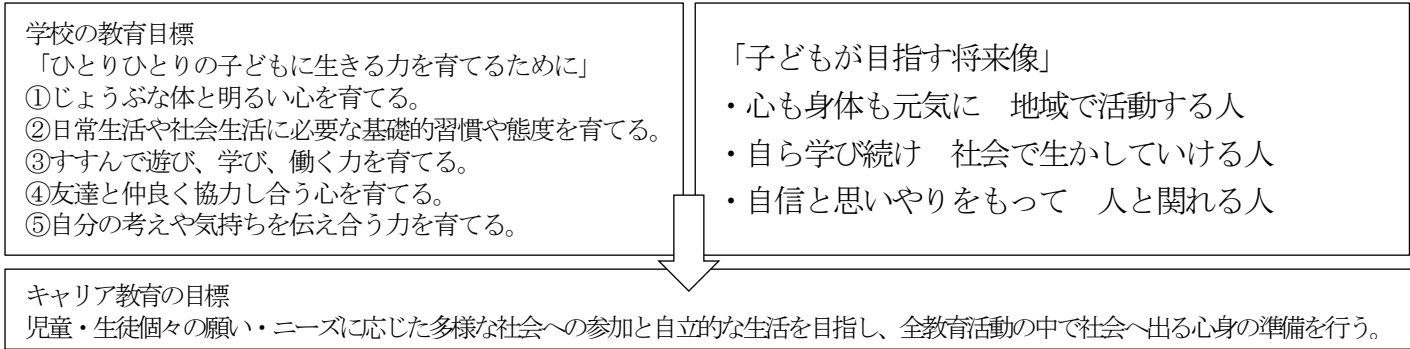 学校の教育目標
「ひとりひとりの子どもに生きる力を育てるために」
①じょうぶな体と明るい心を育てる。
②日常生活や社会生活に必要な基礎的習慣や態度を育てる。
③すすんで遊び、学び、働く力を育てる。
④友達と仲良く協力し合う心を育てる。
⑤自分の考えや気持ちを伝え合う力を育てる。
「子どもが目指す将来像」
・心も身体も元気に　地域で活動する人
・自ら学び続け　社会で生かしていける人
・自信と思いやりをもって　人と関れる人
キャリア教育の目標
児童・生徒個々の願い・ニーズに応じた多様な社会への参加と自立的な生活を目指し、全教育活動の中で社会へ出る心身の準備を行う。